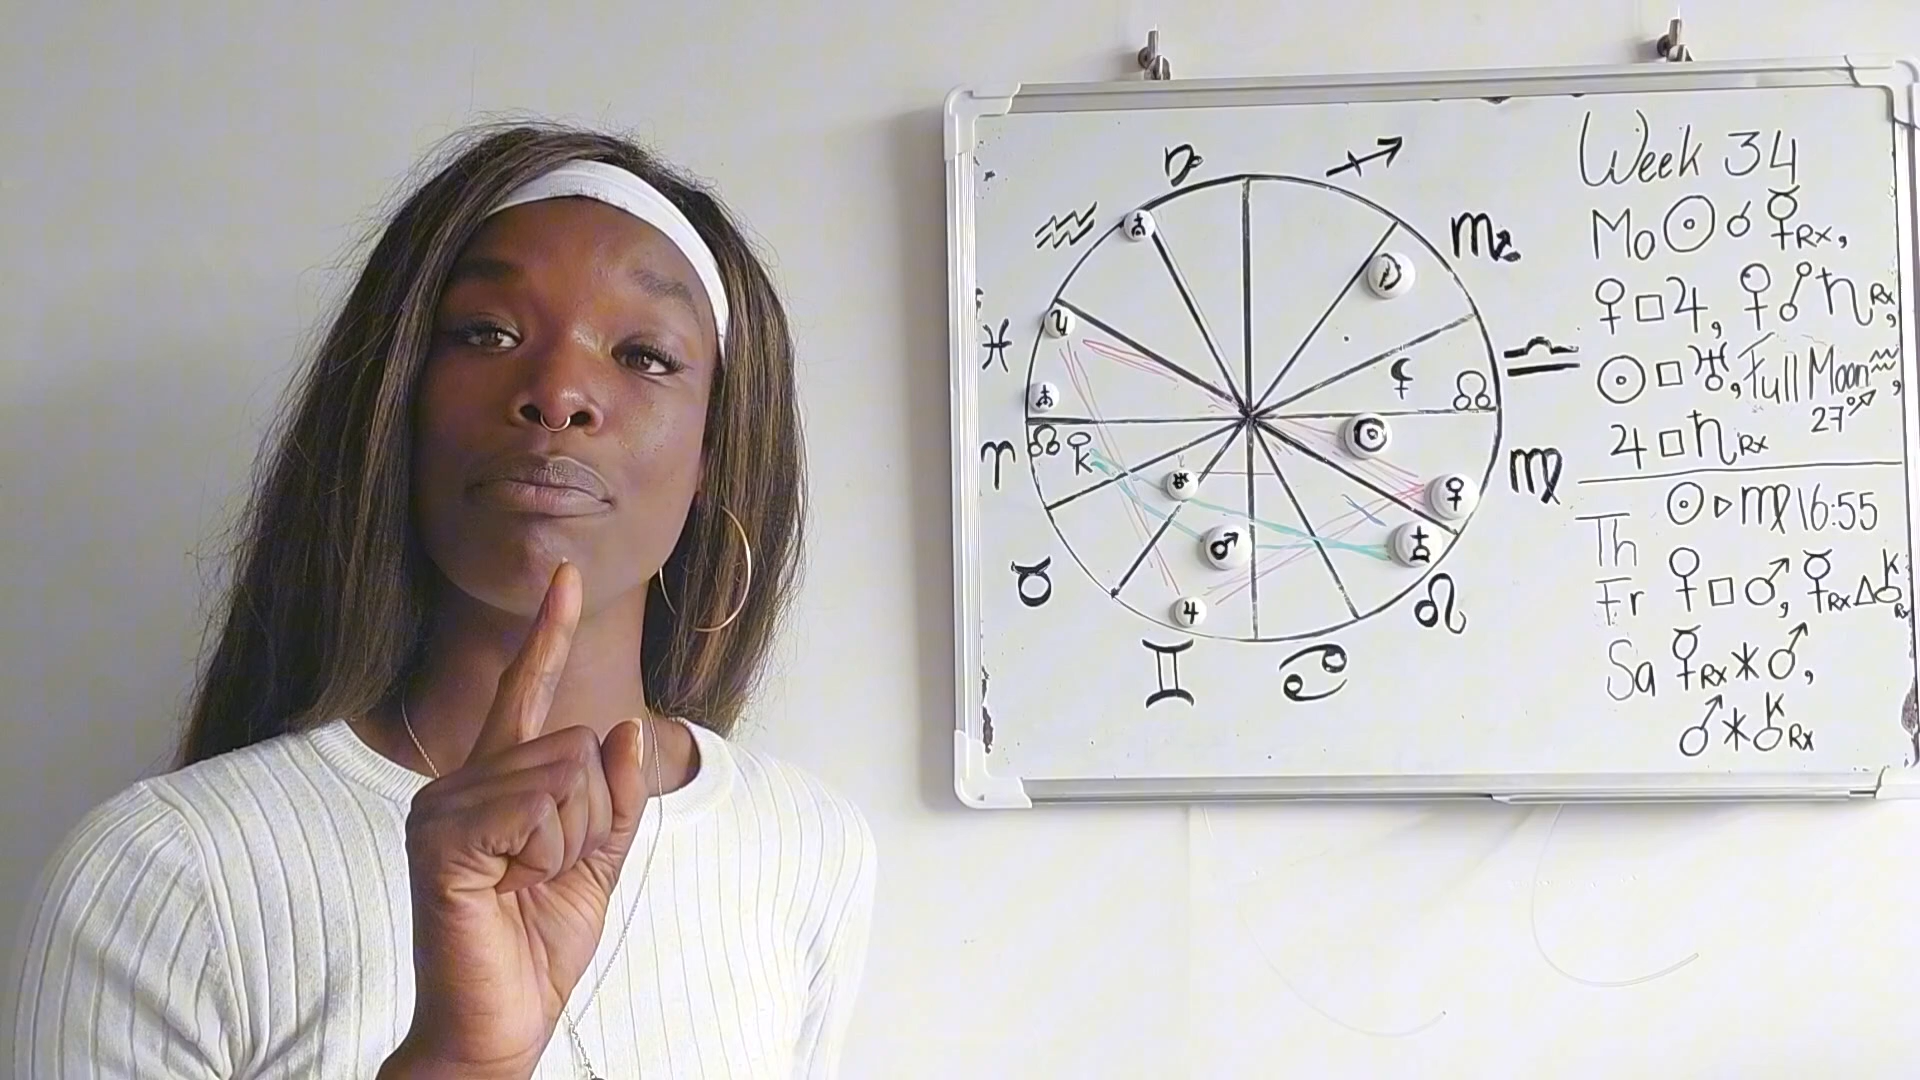 Week 34
Mo ☉ ☌ ☿Rx,
♀ □ ♃, ♀ ☍ ♄Rx,
☉ □ ♅, Full Moon ♒,
27°
♃ □ ♄Rx
Th ☉ ▷ ♍ 16:55
Fr ♀ □ ♂, ☿Rx △ ⚷Rx
Sa ☿Rx ⚹ ♂,
♂ ⚹ ⚷Rx
♑ ♐
♒ ♏
♓ ♎
♈ ♍
♉ ♌
♊ ♋
☽
♆
⚸ ☊
☊ ⚷ ☉
♅ ♀
♂
♃